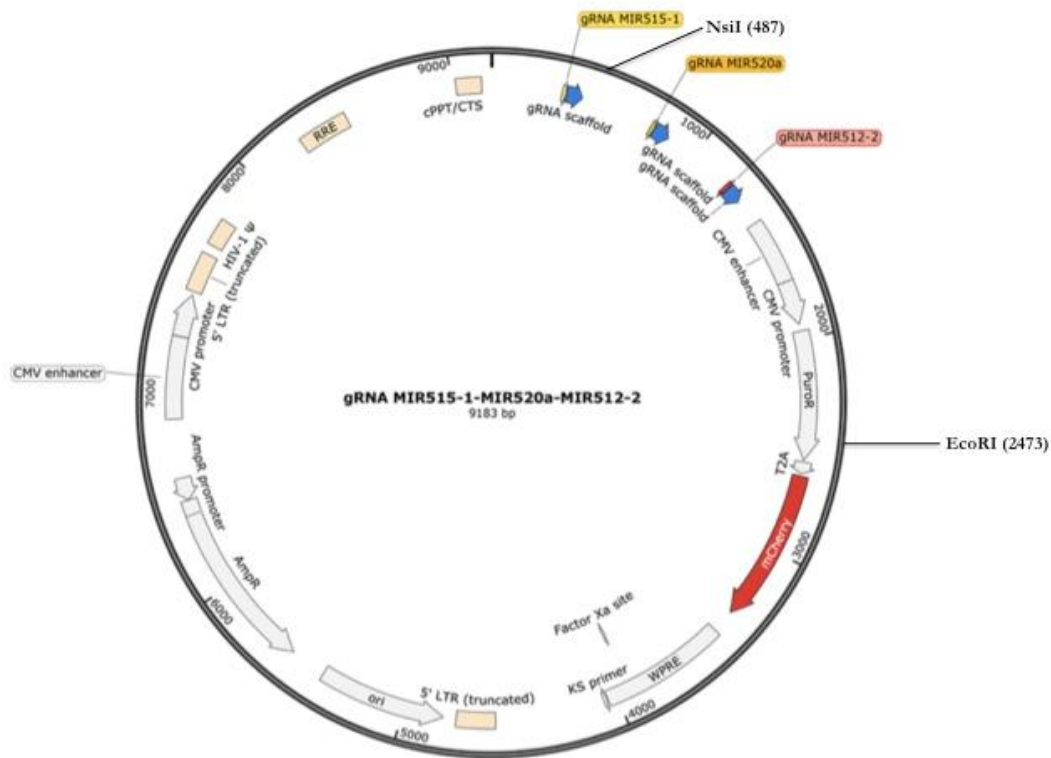 gRNA MIR515-1
NsiI (487)
9000
gRNA MIR520a
cPPT/CTS
gRNA scaffold
RRE
1000
gRNA MIR512-2
gRNA scaffold
gRNA scaffold
8000
HIV-1 Ψ
5' LTR (truncated)
CMV enhancer
CMV promoter
2000
CMV promoter
CMV enhancer
7000
gRNA MIR515-1-MIR520a-MIR512-2
9183 bp
PuroR
EcoRI (2473)
T2A
AmpR promoter
mCherry
3000
AmpR
6000
Factor Xa site
WPRE
KS primer
5' LTR (truncated)
ori
4000
5000